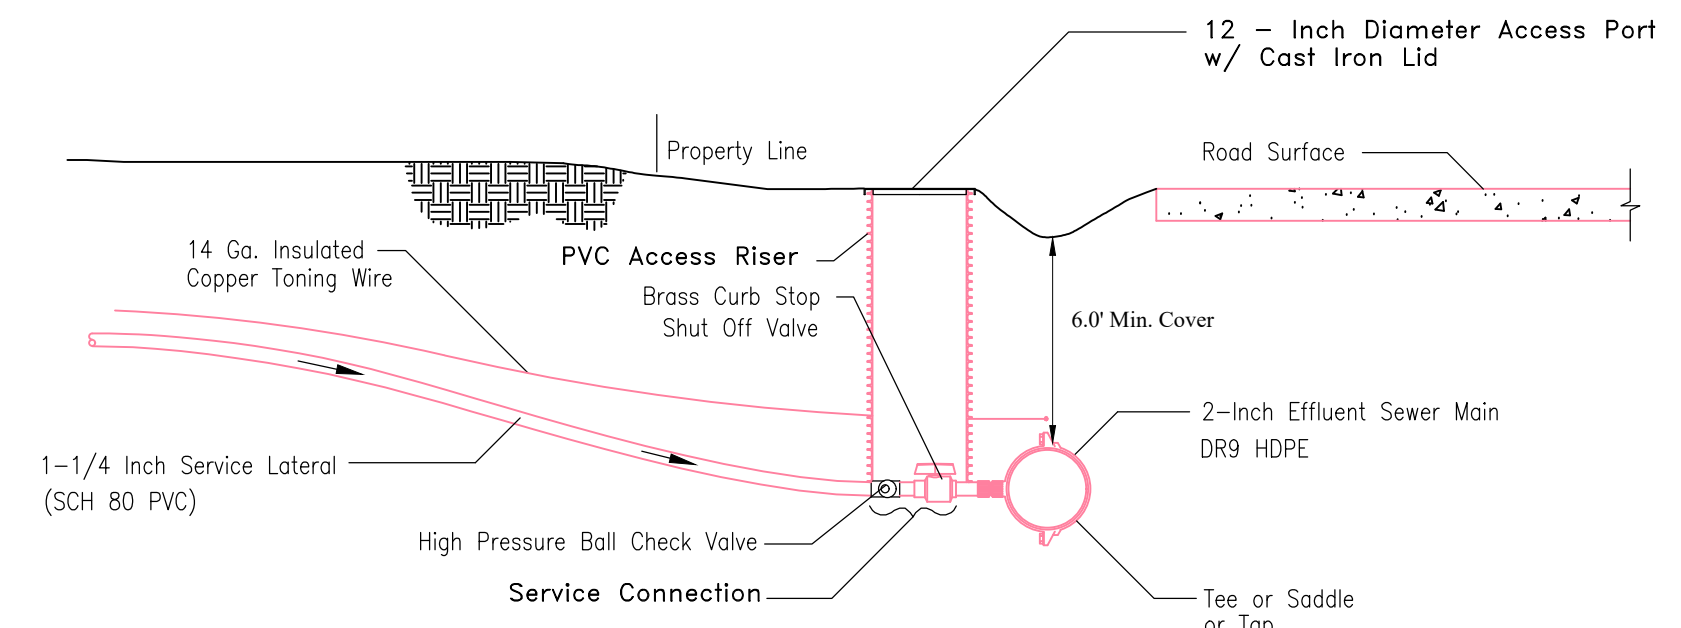 12 - Inch Diameter Access Port
w/ Cast Iron Lid
Property Line
Road Surface
14 Ga. Insulated
Copper Toning Wire
PVC Access Riser
Brass Curb Stop
Shut Off Valve
6.0' Min. Cover
2-Inch Effluent Sewer Main
DR9 HDPE
1-1/4 Inch Service Lateral
(SCH 80 PVC)
High Pressure Ball Check Valve
Service Connection
Tee or Saddle
or Tap